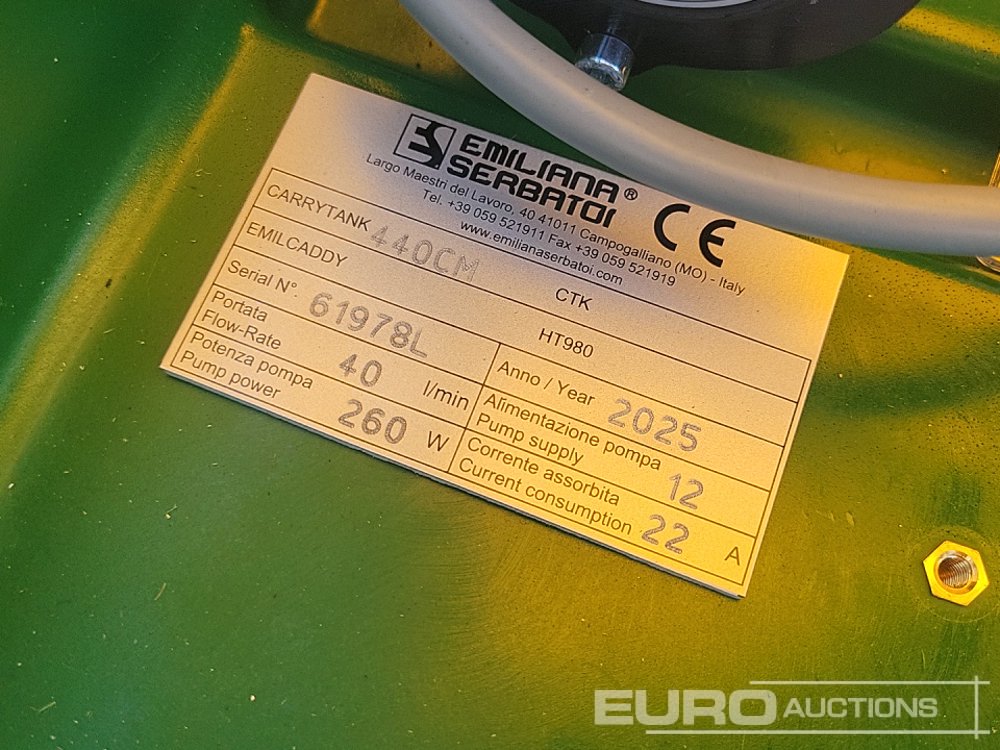 EMILIANA
SERBATOI ®
CE
Largo Maestri del Lavoro, 40 41011 Campogalliano (MO) - Italy
Tel. +39 059 521911 Fax +39 059 521919
www.emilianaserbatoi.com
CARRYTANK 440CM CTK
EMILCADDY HT980
Serial N°. 61978L Anno / Year 2025
Portata
Flow-Rate 40 l/min
Alimentazione pompa
Pump supply 12
Potenza pompa
Pump power 260 W
Corrente assorbita
Current consumption 22 A
EURO AUCTIONS